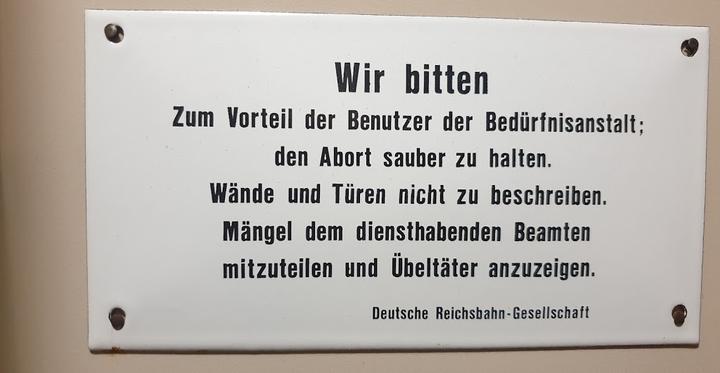 Wir bitten
Zum Vorteil der Benutzer der Bedürfnisanstalt;
den Abort sauber zu halten.
Wände und Türen nicht zu beschreiben.
Mängel dem diensthabenden Beamten
mitzuteilen und Übeltäter anzuzeigen.
Deutsche Reichsbahn-Gesellschaft